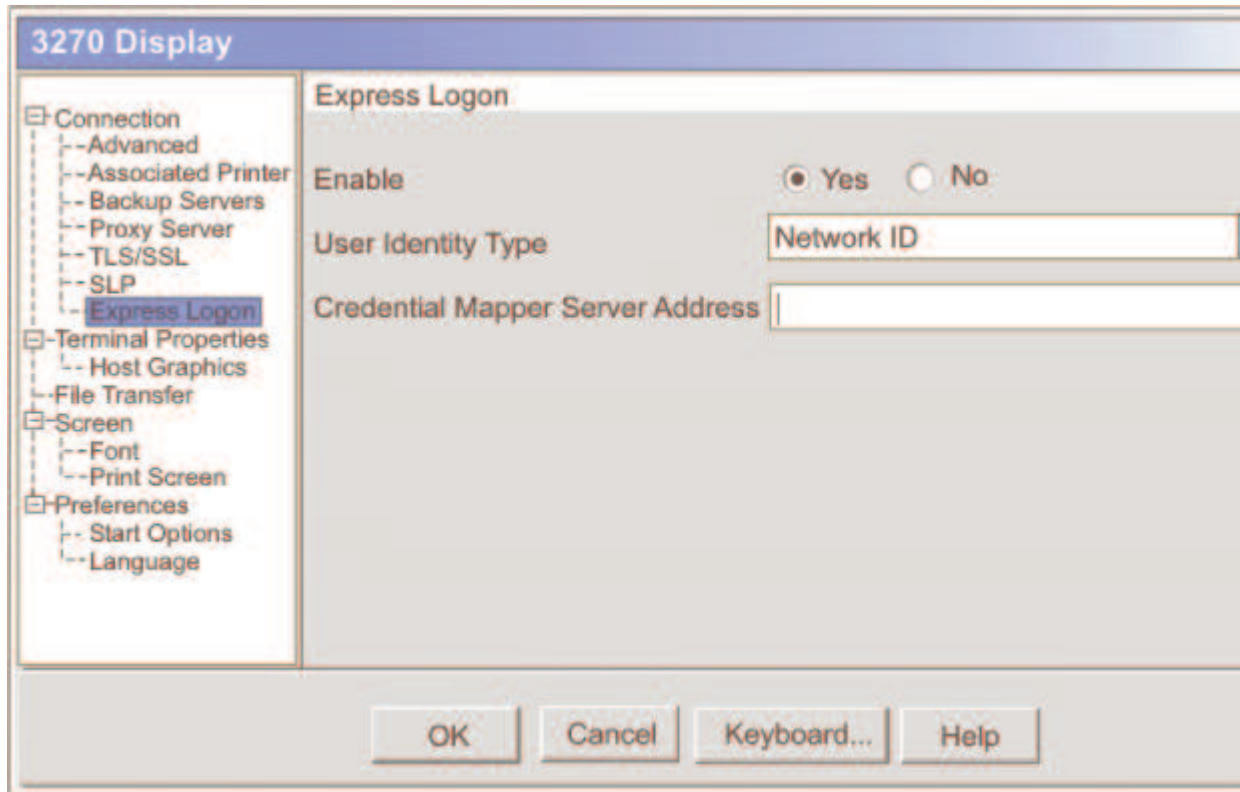 3270 Display
Connection
Advanced
Associated Printer
Backup Servers
Proxy Server
TLS/SSL
SLP
Express Logon
Terminal Properties
Host Graphics
File Transfer
Screen
Font
Print Screen
Preferences
Start Options
Language
Express Logon
Enable Yes No
User Identity Type Network ID
Credential Mapper Server Address
OK Cancel Keyboard... Help